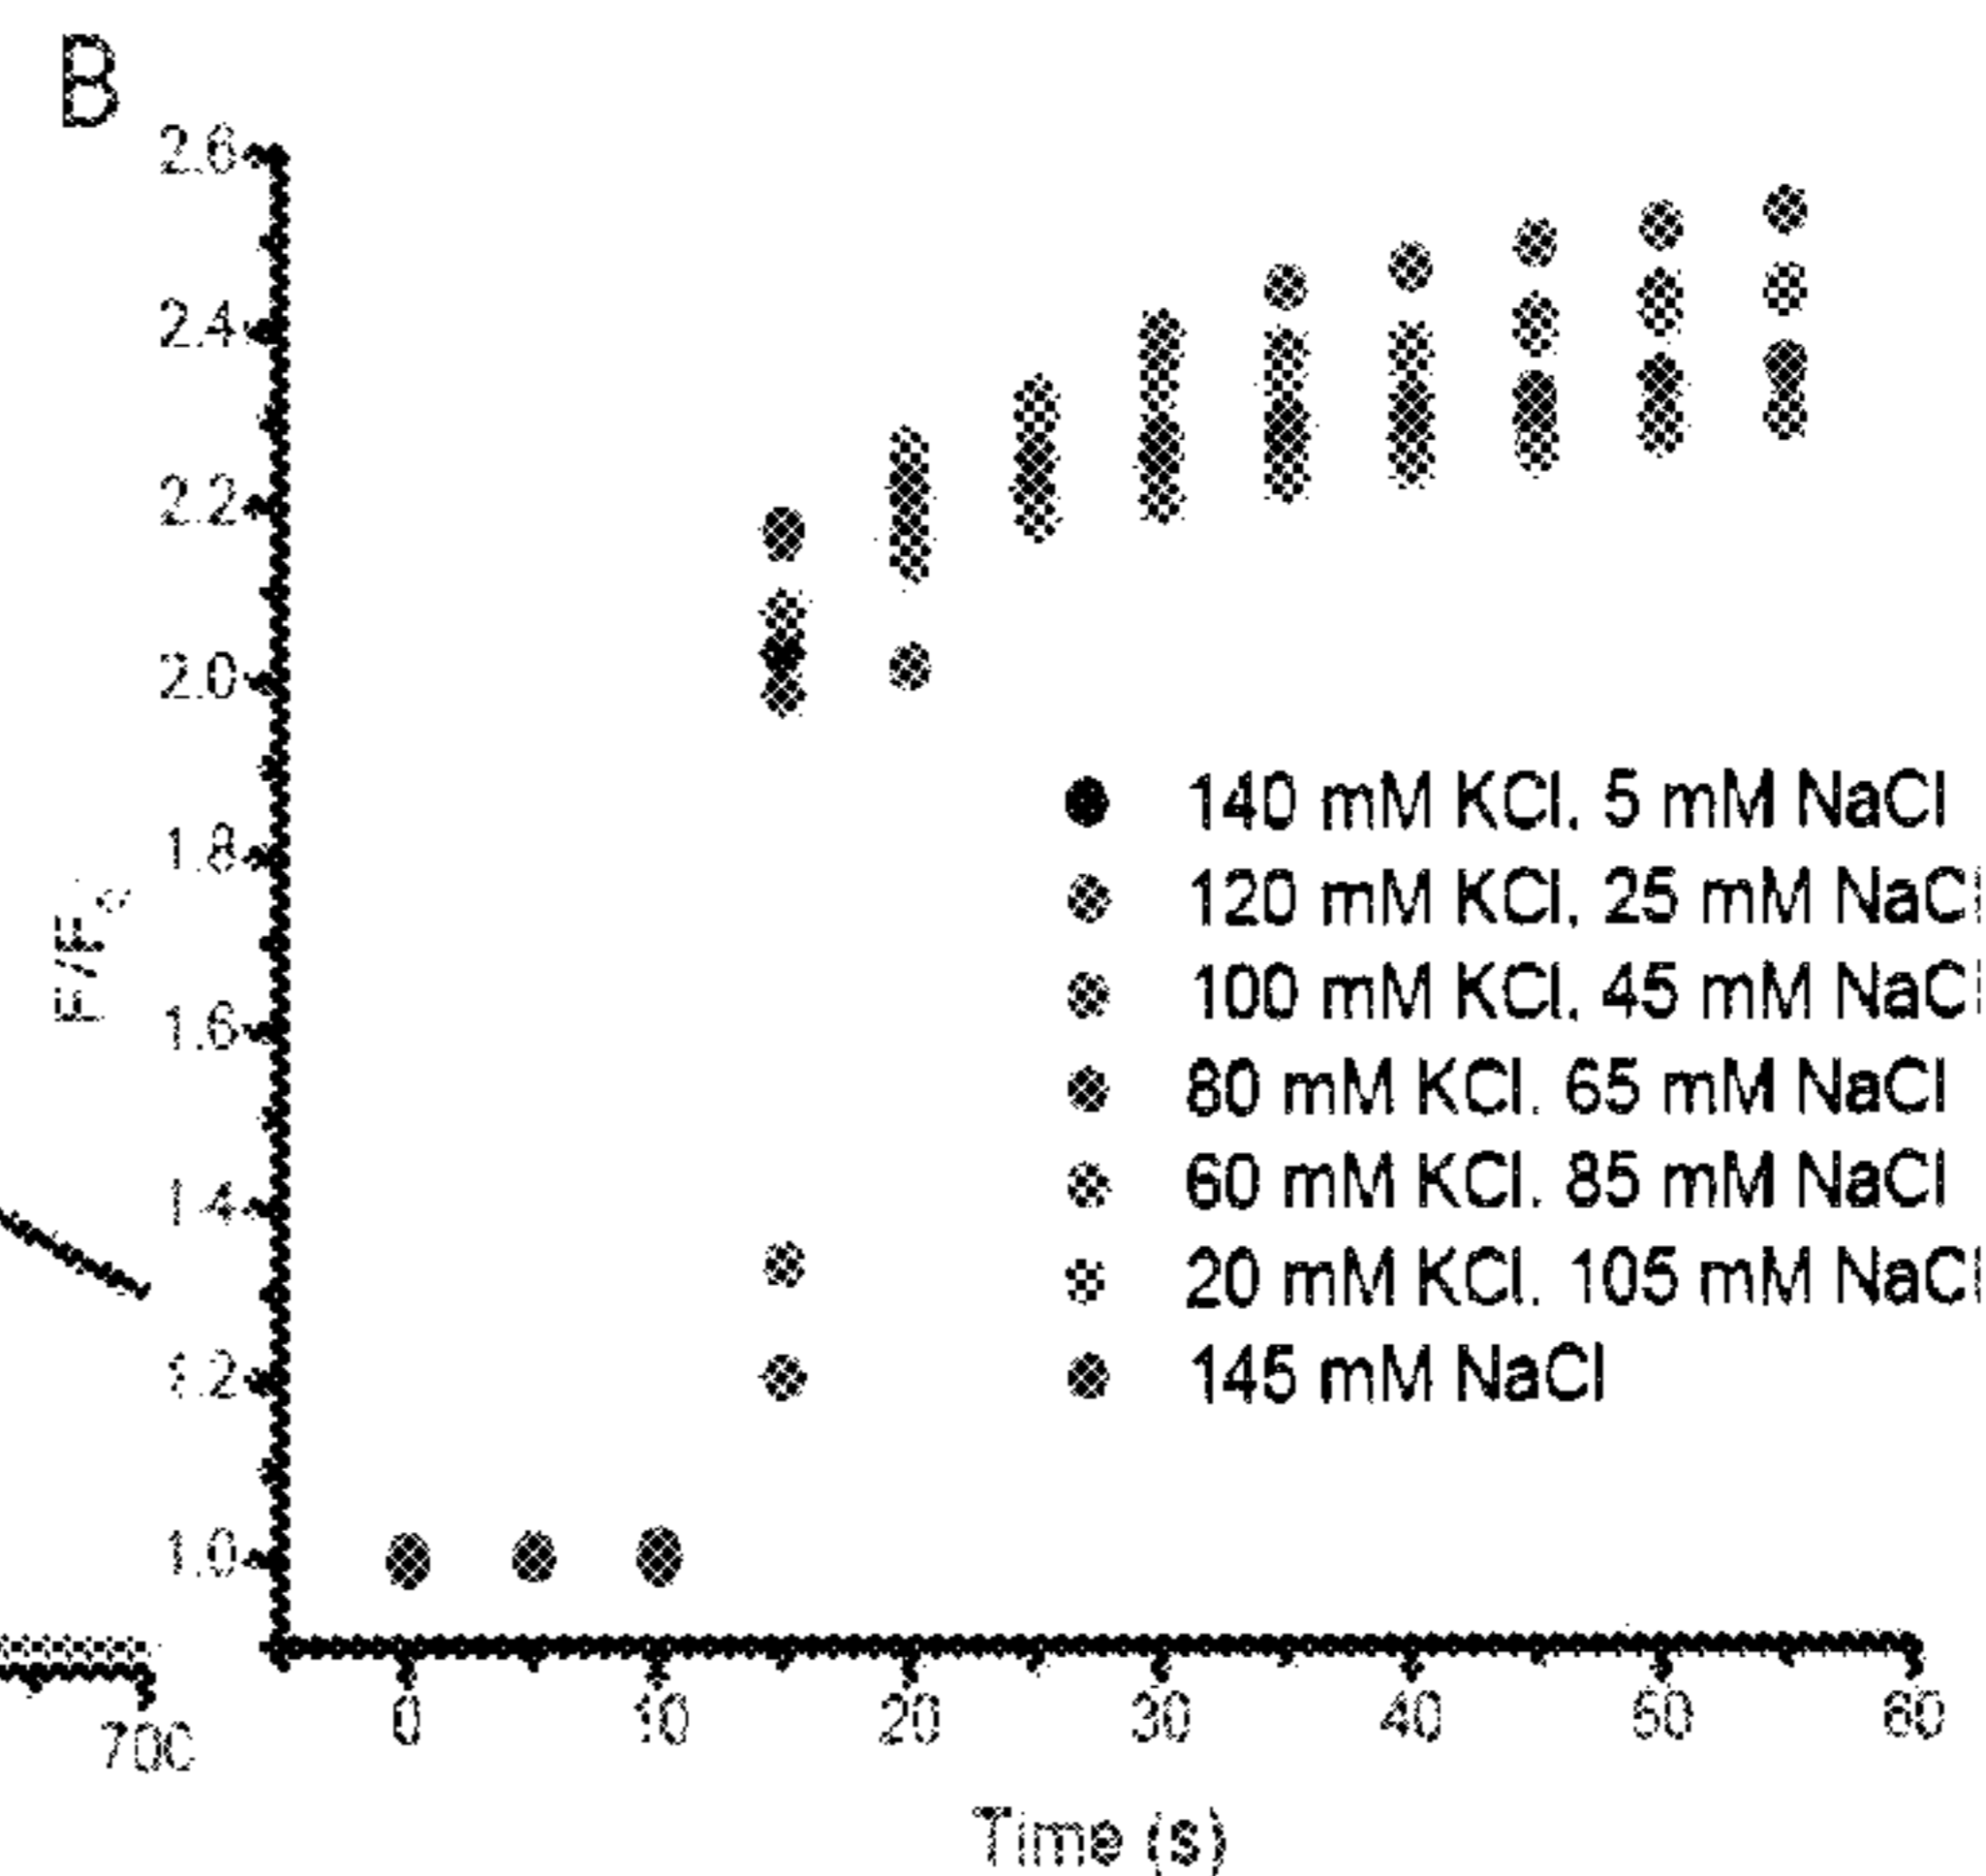 B
2.6
2.4
2.2
2.0
1.8
1.6
1.4
1.2
1.0
F/F₀
140 mM KCl, 5 mM NaCl
120 mM KCl, 25 mM NaCl
100 mM KCl, 45 mM NaCl
80 mM KCl. 65 mM NaCl
60 mM KCl. 85 mM NaCl
20 mM KCl. 105 mM NaCl
145 mM NaCl
0 10 20 30 40 50 60
700
Time (s)